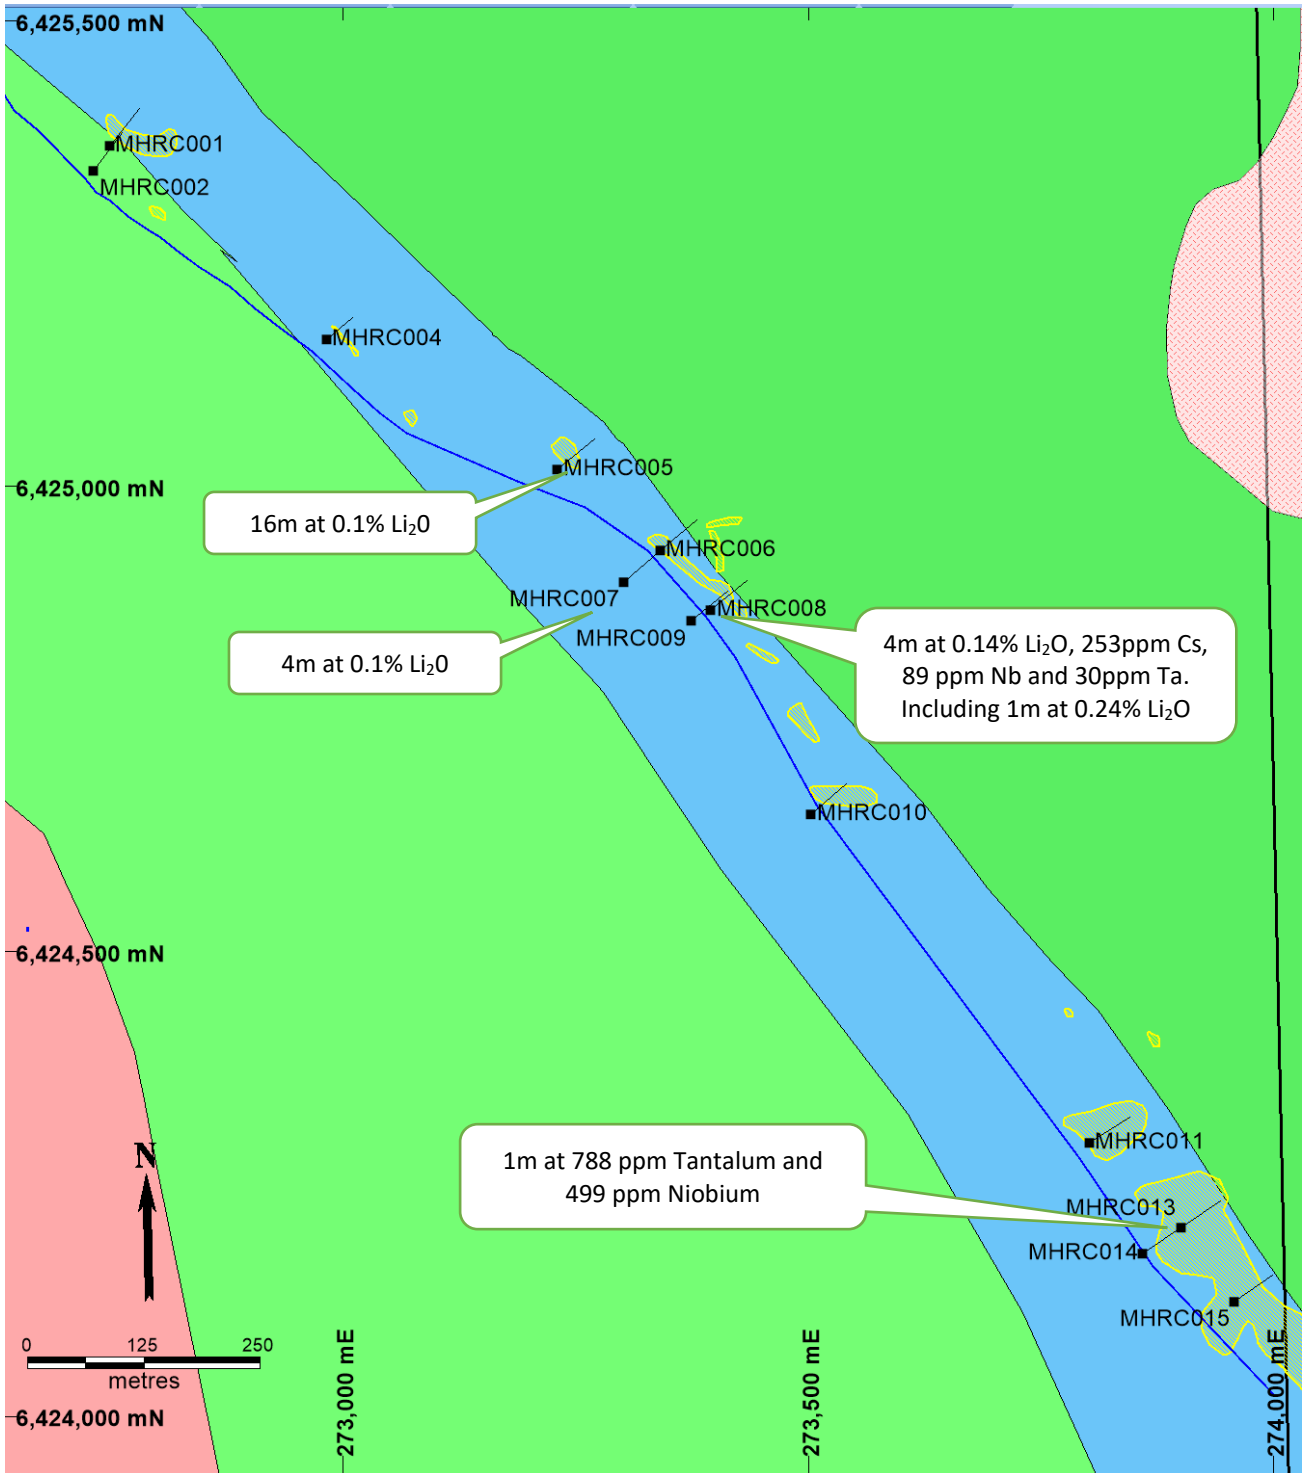 6,425,500 mN
MHRC001
MHRC002
MHRC004
MHRC005
6,425,000 mN
16m at 0.1% Li₂0
MHRC006
MHRC007
MHRC008
MHRC009
4m at 0.1% Li₂0
4m at 0.14% Li₂O, 253ppm Cs,
89 ppm Nb and 30ppm Ta.
Including 1m at 0.24% Li₂O
MHRC010
6,424,500 mN
MHRC011
1m at 788 ppm Tantalum and
499 ppm Niobium
N
MHRC013
MHRC014
MHRC015
0 125 250
metres
6,424,000 mN
273,000 mE
273,500 mE
274,000 mE